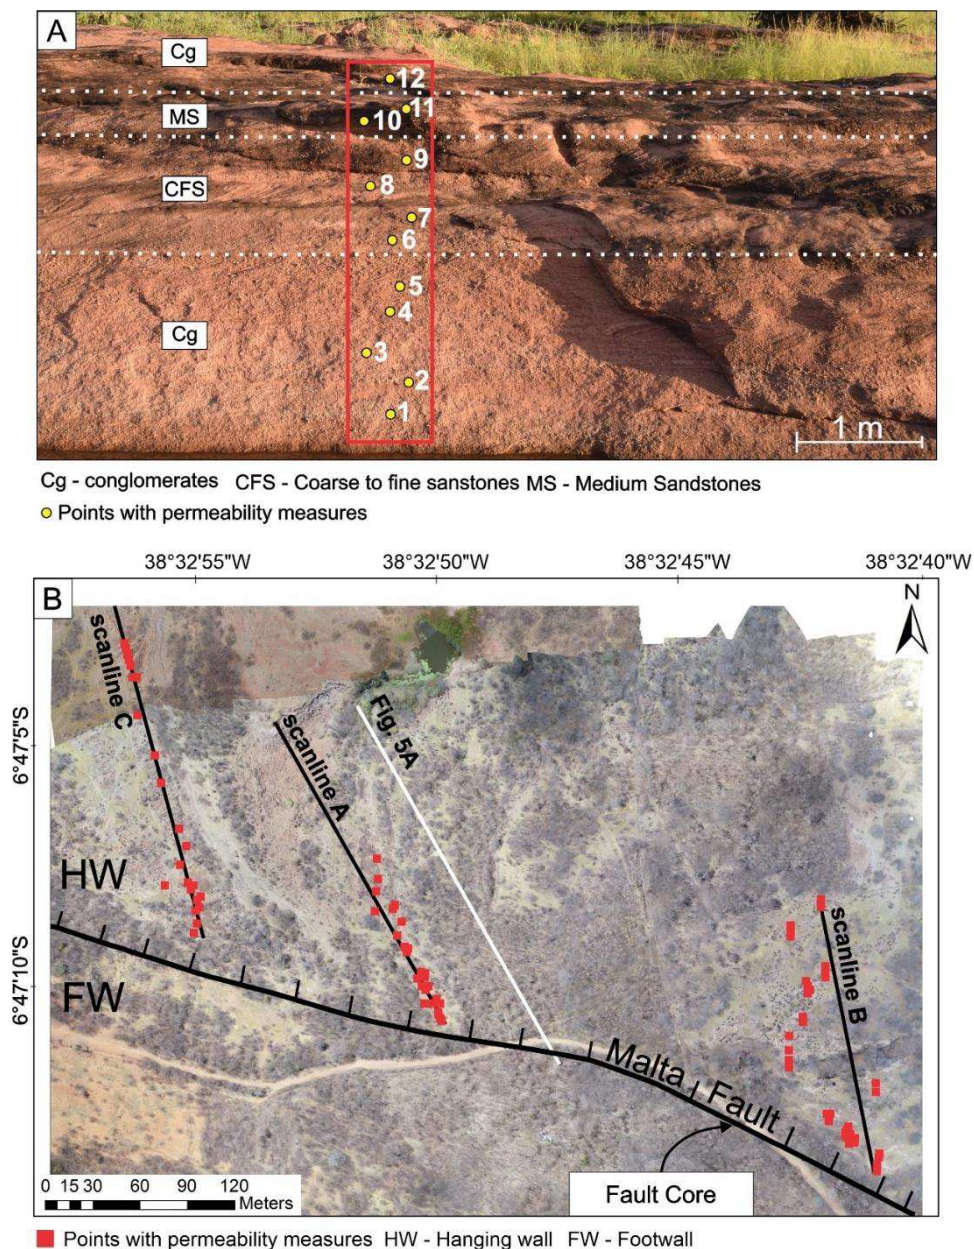 A
Cg
12
MS
11
10
9
CFS
8
7
6
5
4
Cg
3
2
1
1 m
Cg - conglomerates CFS - Coarse to fine sanstones MS - Medium Sandstones
Points with permeability measures
38°32'55"W 38°32'50"W 38°32'45"W 38°32'40"W
B
N
scanline C
Fig. 5A
scanline A
6°47'5"S
HW
scanline B
6°47'10"S
FW
Malta Fault
Fault Core
0 15 30 60 90 120
Meters
Points with permeability measures HW - Hanging wall FW - Footwall